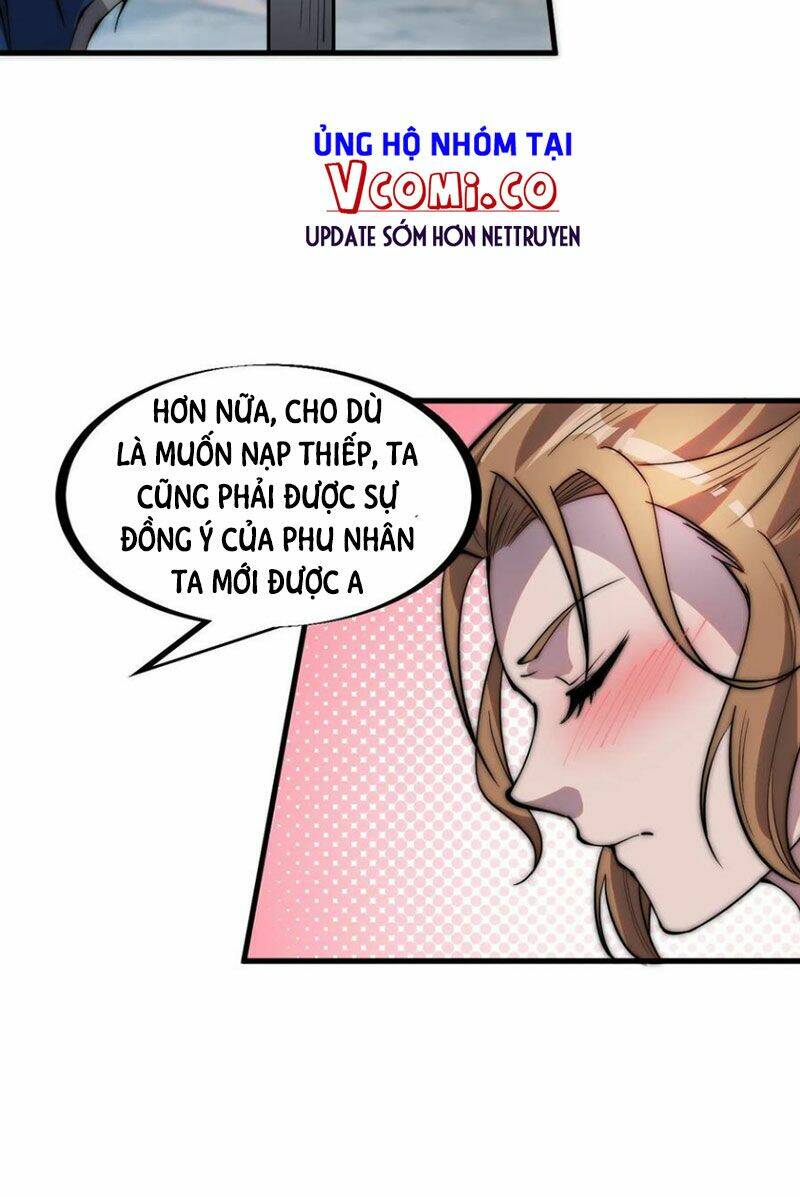 ỦNG HỘ NHÓM TẠI
VCOMI.CO
UPDATE SỚM HƠN NETTRUYEN
HƠN NỮA, CHO DÙ
LÀ MUỐN NẠP THIẾP, TA
CŨNG PHẢI ĐƯỢC SỰ
ĐỒNG Ý CỦA PHU NHÂN
TA MỚI ĐƯỢC A